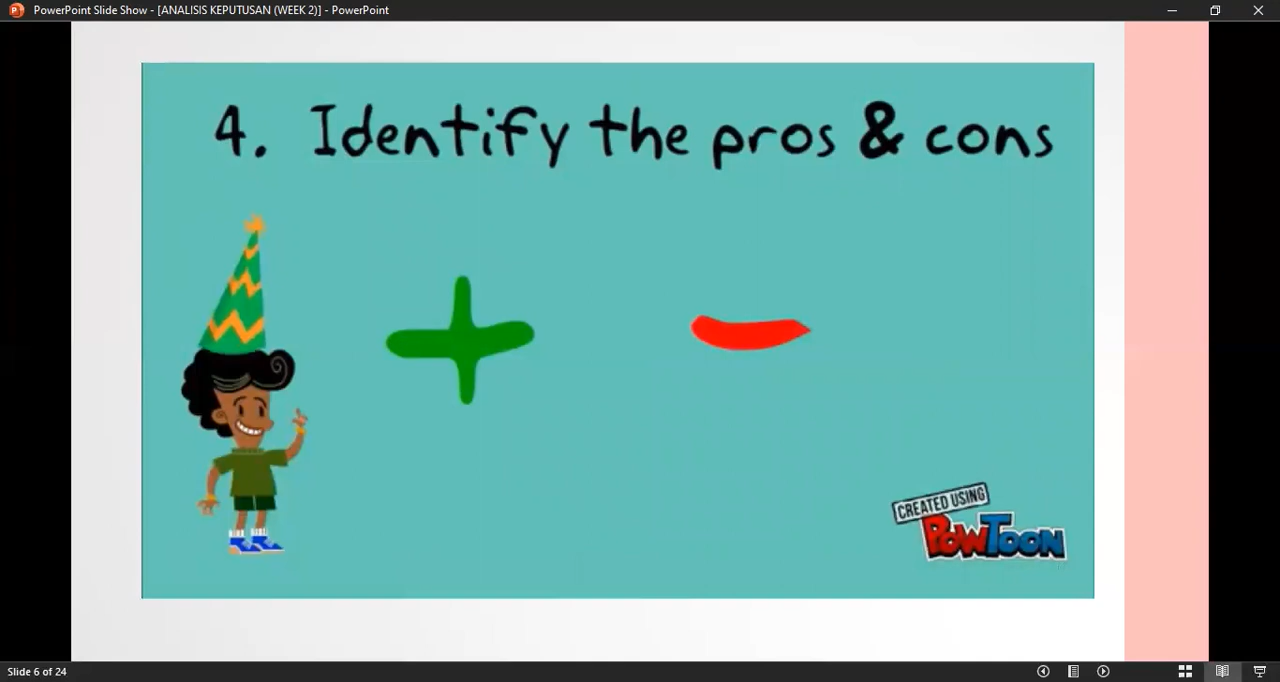 PowerPoint Slide Show - [ANALISIS KEPUTUSAN (WEEK 2)] - PowerPoint
4. Identify the pros & cons
CREATED USING
POWTOON
Slide 6 of 24